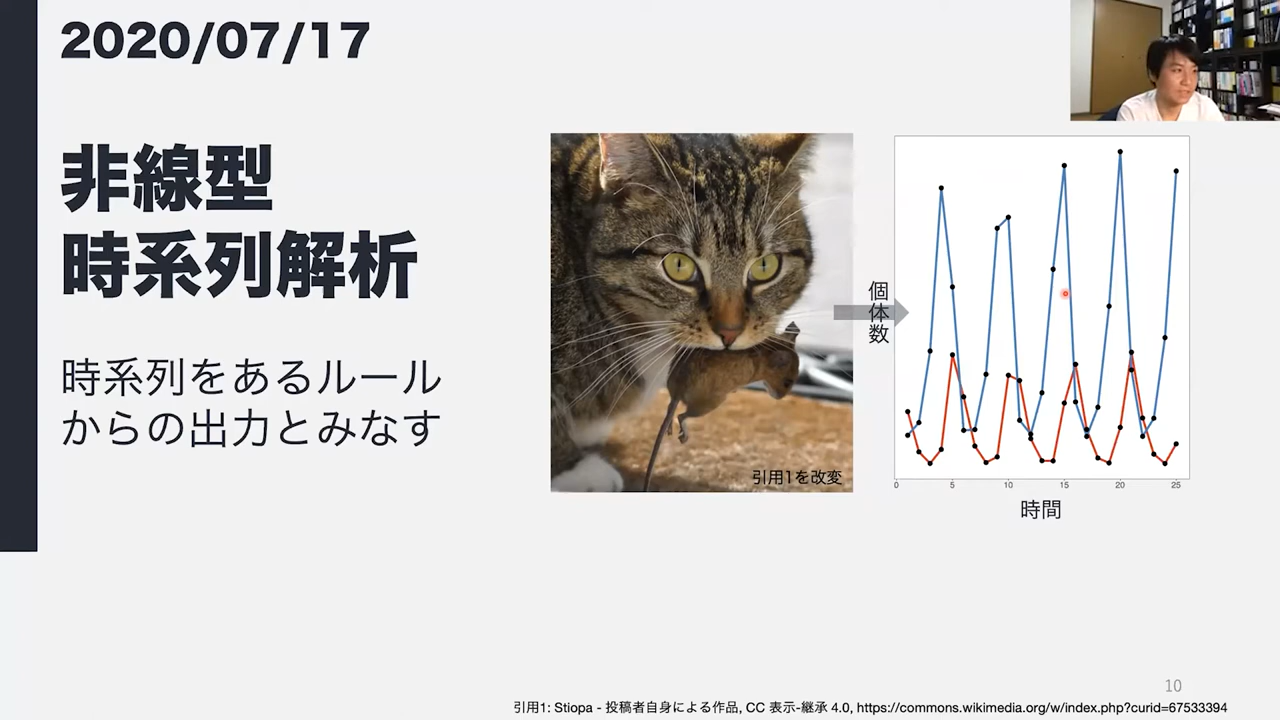 2020/07/17
非線型
時系列解析
時系列をあるルール
からの出力とみなす
引用1を改変
個体数
0 5 10 15 20 25
時間
10
引用1: Stiopa - 投稿者自身による作品, CC 表示-継承 4.0, https://commons.wikimedia.org/w/index.php?curid=67533394